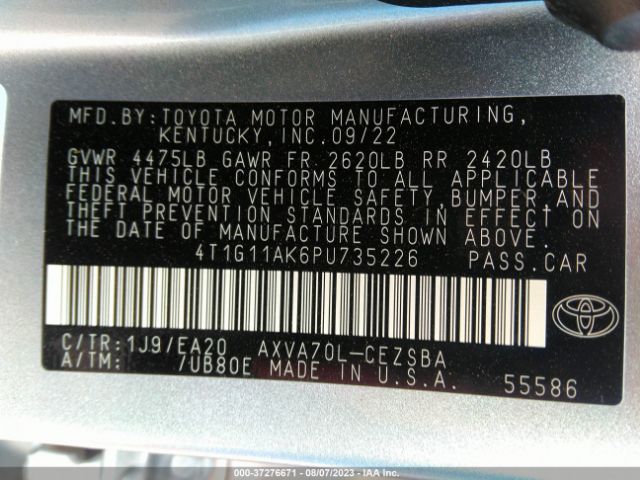 MFD.BY:TOYOTA MOTOR MANUFACTURING,
KENTUCKY,INC.09/22
GVWR 4475LB GAWR FR 2620LB RR 2420LB
THIS VEHICLE CONFORMS TO ALL APPLICABLE
FEDERAL MOTOR VEHICLE SAFETY,BUMPER,AND
THEFT PREVENTION STANDARDS IN EFFECT ON
THE DATE OF MANUFACTURE SHOWN ABOVE.
4T1G11AK6PU735226 PASS.CAR
C/TR:1J9/EA20 AXVA70L-CEZSBA
A/TM: /UB80E MADE IN U.S.A. 55586
000-37276671 - 08/07/2023 - IAA Inc.